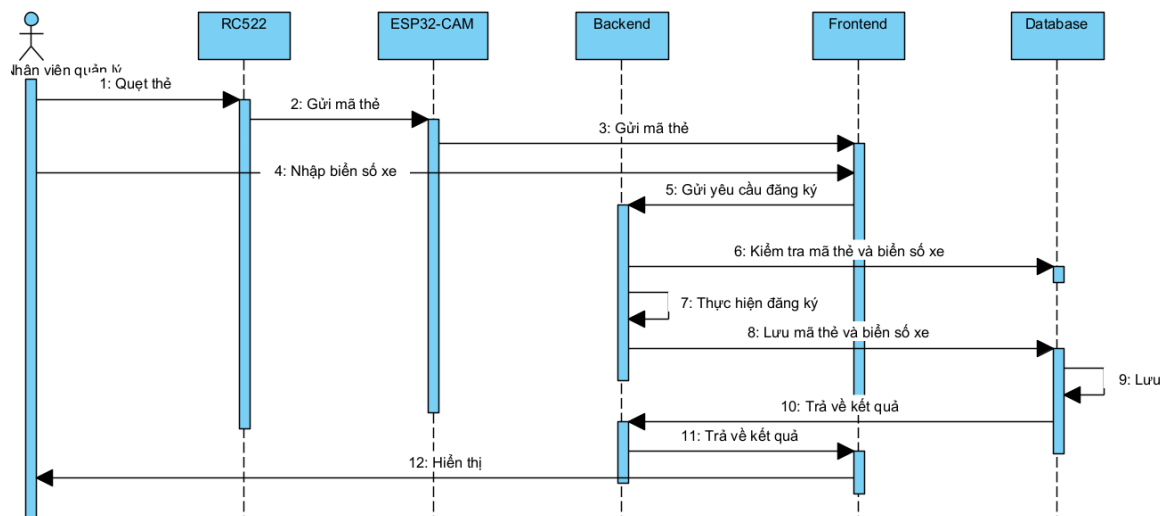 RC522
ESP32-CAM
Backend
Frontend
Database
Nhân viên quản lý
1: Quẹt thẻ
2: Gửi mã thẻ
3: Gửi mã thẻ
4: Nhập biển số xe
5: Gửi yêu cầu đăng ký
6: Kiểm tra mã thẻ và biển số xe
7: Thực hiện đăng ký
8: Lưu mã thẻ và biển số xe
9: Lưu
10: Trả về kết quả
11: Trả về kết quả
12: Hiển thị